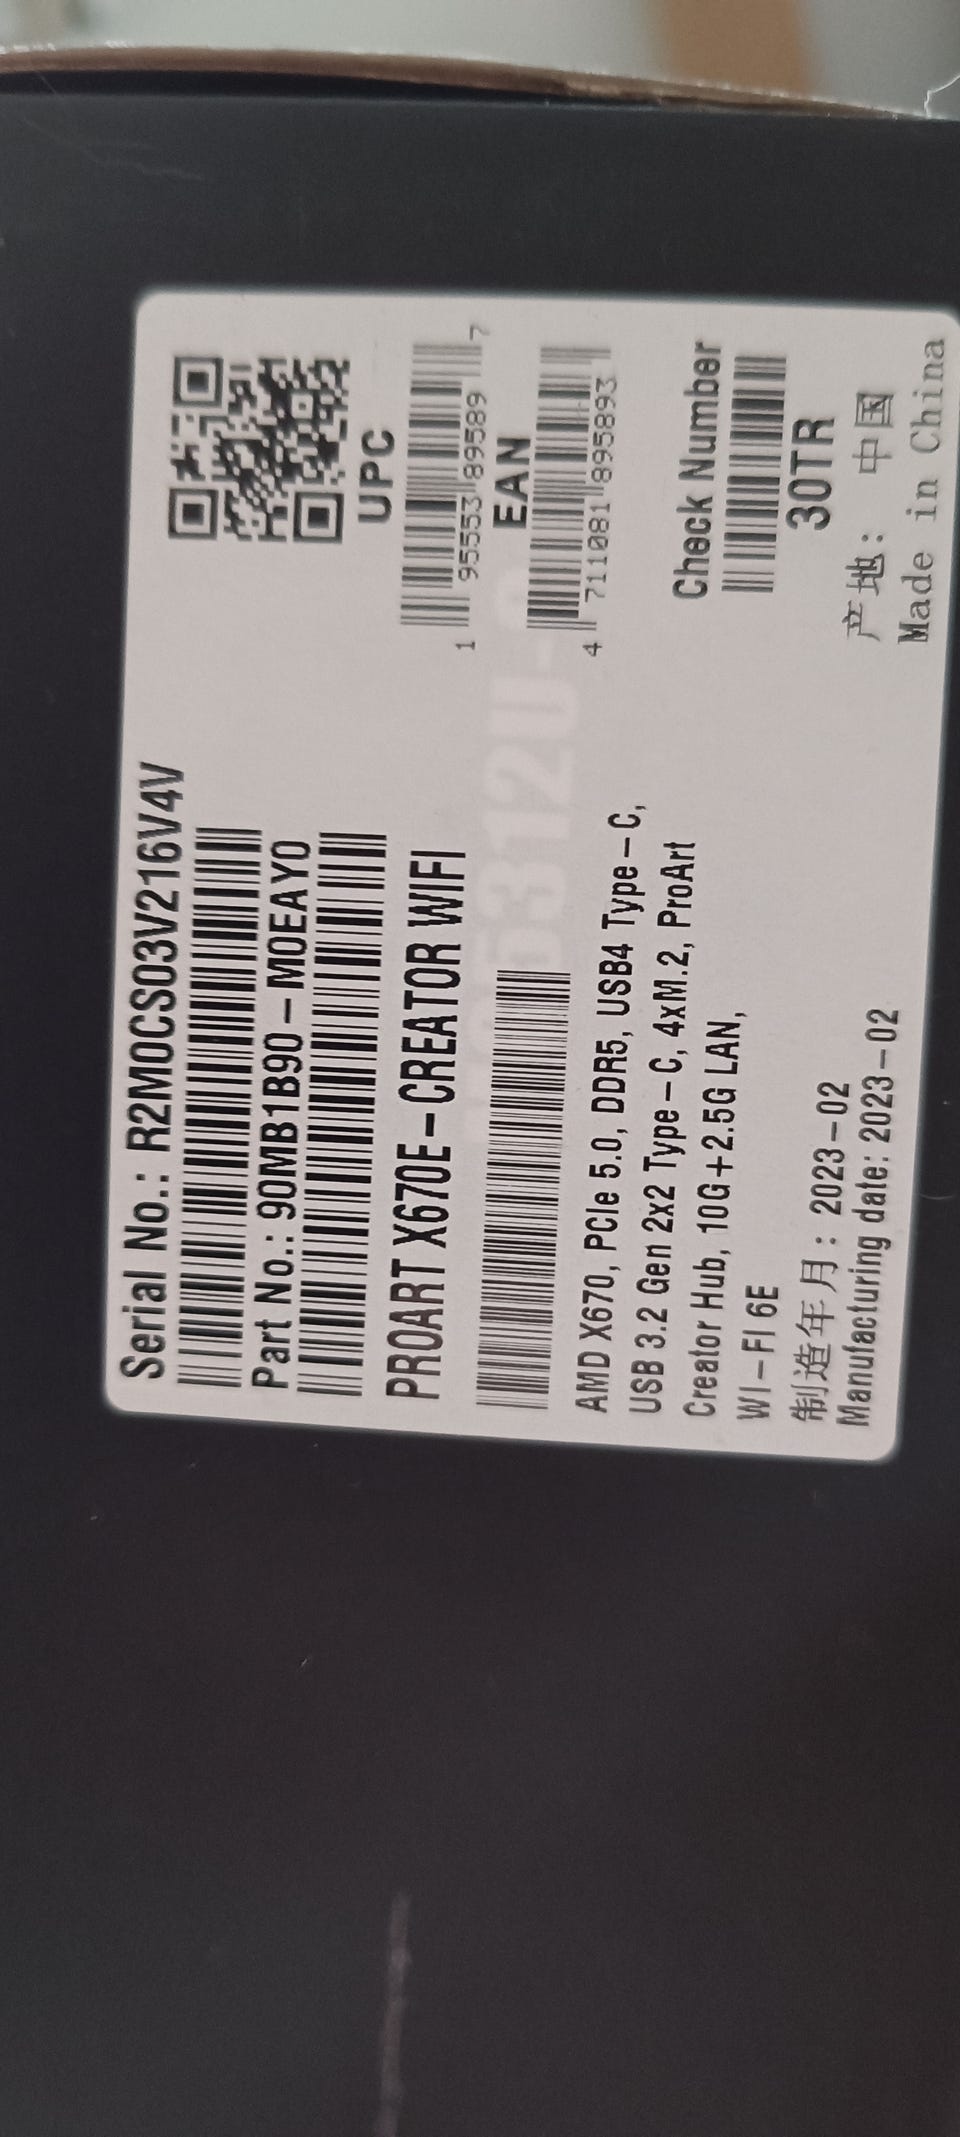 Serial No.: R2M0CS03V216V4V
Part No.: 90MB1B90-M0EAY0
PROART X670E-CREATOR WIFI
AMD X670, PCIe 5.0, DDR5, USB4 Type-C,
USB 3.2 Gen 2x2 Type-C, 4xM.2, ProArt
Creator Hub, 10G+2.5G LAN,
WI-FI 6E
制造年月: 2023-02
Manufacturing date: 2023-02
UPC
1 95553 89589 7
EAN
4 711081 895893
Check Number
30TR
产地: 中国
Made in China